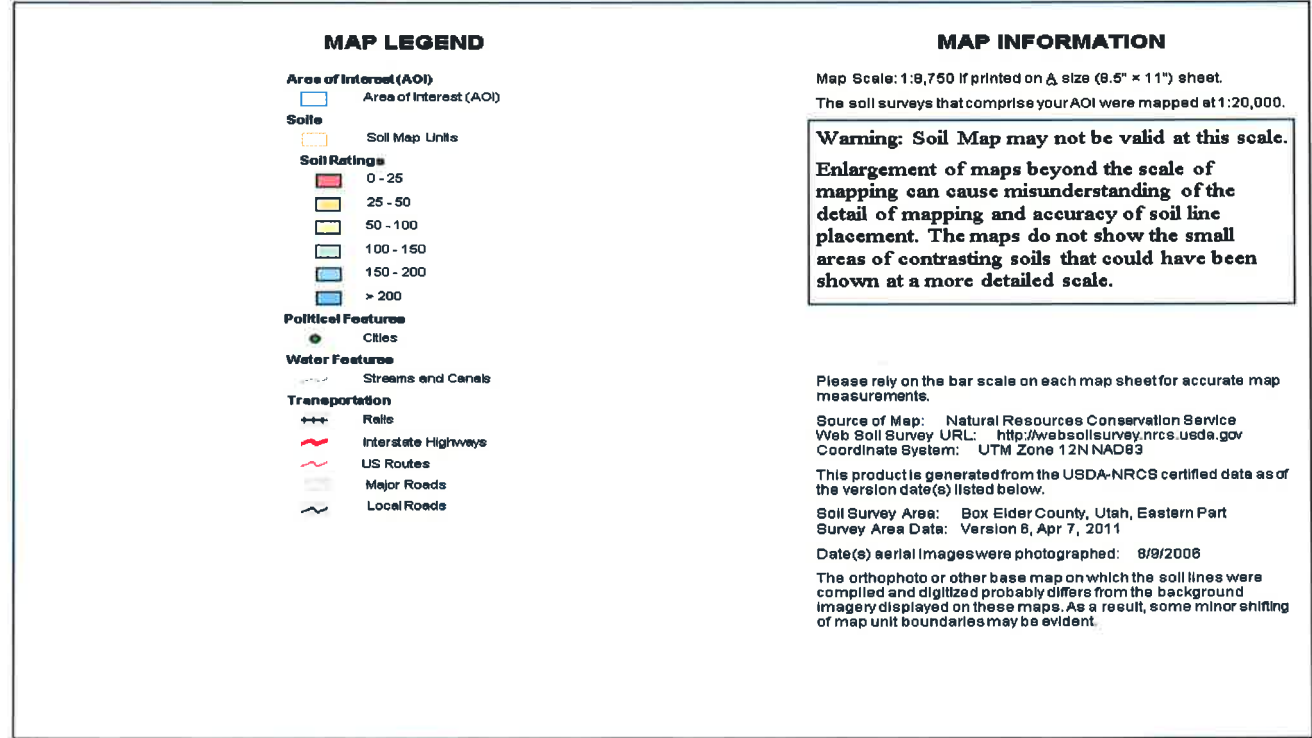 MAP LEGEND
Area of Interest (AOI)
Area of Interest (AOI)
Soils
Soil Map Units
Soil Ratings
0 - 25
25 - 50
50 - 100
100 - 150
150 - 200
> 200
Political Features
Cities
Water Features
Streams and Canals
Transportation
Rails
Interstate Highways
US Routes
Major Roads
Local Roads
MAP INFORMATION
Map Scale: 1:8,750 if printed on A size (8.5" × 11") sheet.
The soil surveys that comprise your AOI were mapped at 1:20,000.
Warning: Soil Map may not be valid at this scale.
Enlargement of maps beyond the scale of
mapping can cause misunderstanding of the
detail of mapping and accuracy of soil line
placement. The maps do not show the small
areas of contrasting soils that could have been
shown at a more detailed scale.
Please rely on the bar scale on each map sheet for accurate map
measurements.
Source of Map: Natural Resources Conservation Service
Web Soil Survey URL: http://websoilsurvey.nrcs.usda.gov
Coordinate System: UTM Zone 12N NAD83
This product is generated from the USDA-NRCS certified data as of
the version date(s) listed below.
Soil Survey Area: Box Elder County, Utah, Eastern Part
Survey Area Data: Version 6, Apr 7, 2011
Date(s) aerial images were photographed: 8/9/2006
The orthophoto or other base map on which the soil lines were
compiled and digitized probably differs from the background
imagery displayed on these maps. As a result, some minor shifting
of map unit boundaries may be evident.